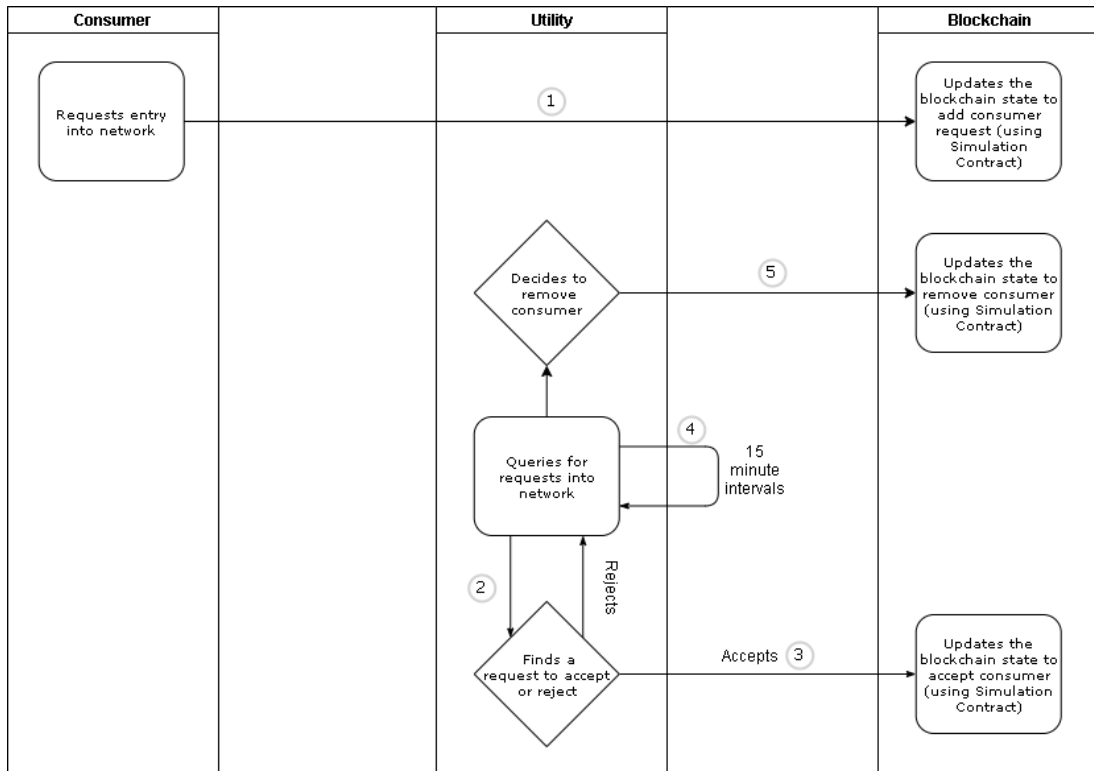 Consumer
Utility
Blockchain
Requests entry
into network
1
Updates the
blockchain state to
add consumer
request (using
Simulation
Contract)
Decides to
remove
consumer
5
Updates the
blockchain state to
remove consumer
(using Simulation
Contract)
Queries for
requests into
network
4
15
minute
intervals
2
Rejects
Finds a
request to accept
or reject
Accepts
3
Updates the
blockchain state to
accept consumer
(using Simulation
Contract)